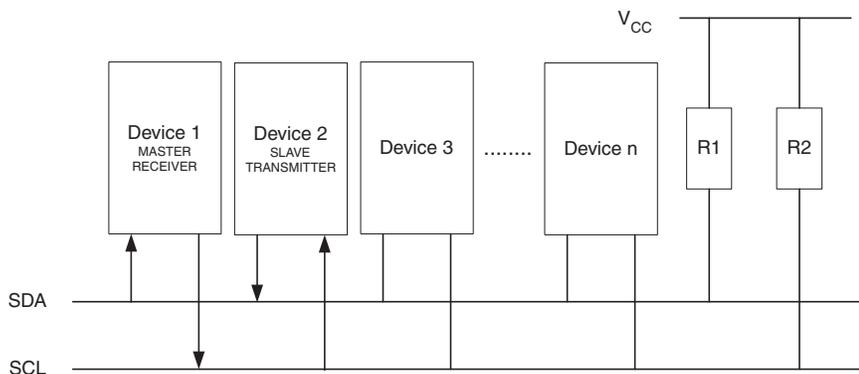 VCC
Device 1
MASTER
RECEIVER
Device 2
SLAVE
TRANSMITTER
Device 3
........
Device n
R1
R2
SDA
SCL